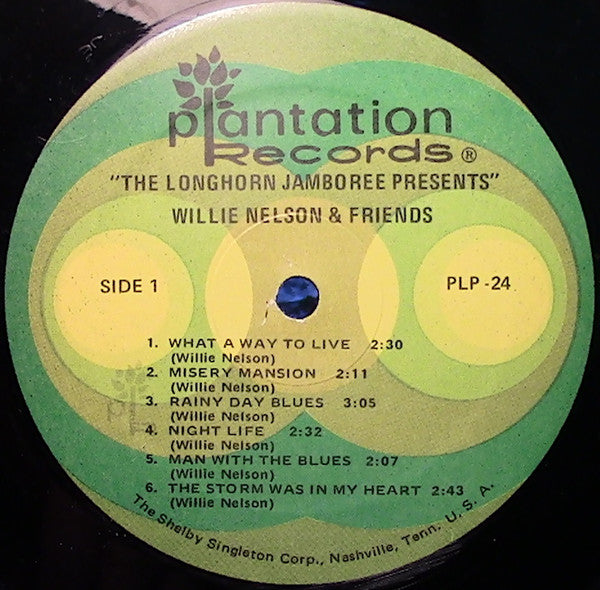 plantation
Records®
"THE LONGHORN JAMBOREE PRESENTS"
WILLIE NELSON & FRIENDS
SIDE 1
PLP-24
1. WHAT A WAY TO LIVE 2:30
(Willie Nelson)
2. MISERY MANSION 2:11
(Willie Nelson)
3. RAINY DAY BLUES 3:05
(Willie Nelson)
4. NIGHT LIFE 2:32
(Willie Nelson)
5. MAN WITH THE BLUES 2:07
(Willie Nelson)
6. THE STORM WAS IN MY HEART 2:43
(Willie Nelson)
The Shelby Singleton Corp., Nashville, Tenn. U. S. A.